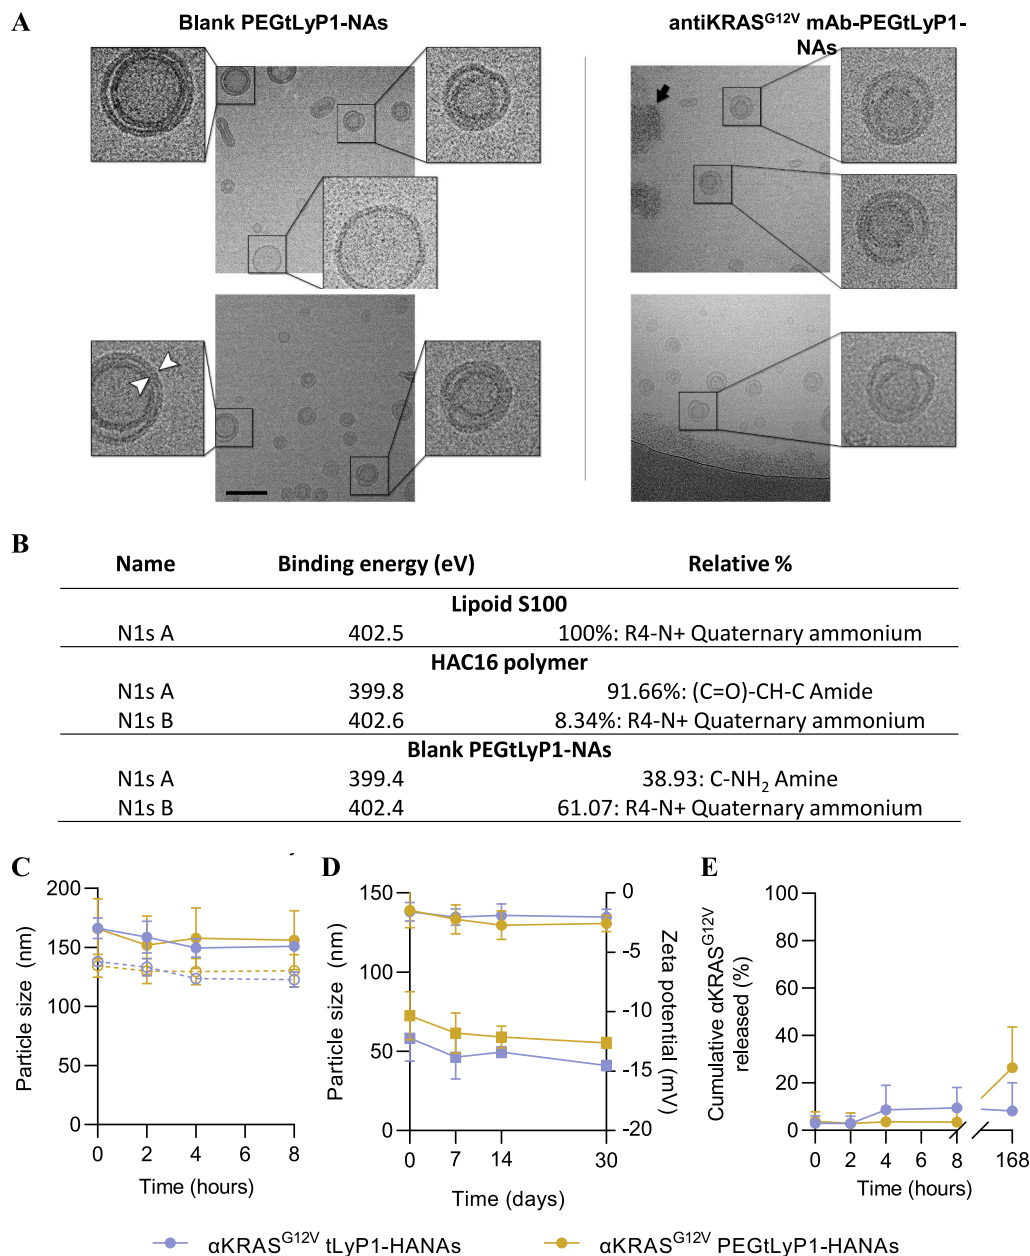 A
Blank PEGtLyP1-NAs
antiKRASG12V mAb-PEGtLyP1-
NAs
B
Name Binding energy (eV) Relative %
Lipoid S100
N1s A 402.5 100%: R4-N+ Quaternary ammonium
HAC16 polymer
N1s A 399.8 91.66%: (C=O)-CH-C Amide
N1s B 402.6 8.34%: R4-N+ Quaternary ammonium
Blank PEGtLyP1-NAs
N1s A 399.4 38.93: C-NH2 Amine
N1s B 402.4 61.07: R4-N+ Quaternary ammonium
C
Particle size (nm)
200
150
100
50
0
0 2 4 6 8
Time (hours)
D
Particle size (nm)
150
100
50
0
0 7 14 30
Time (days)
0
-5
-10
-15
-20
Zeta potential (mV)
E
Cumulative αKRASG12V
released (%)
100
80
60
40
20
0
0 2 4 6 8 168
Time (hours)
αKRASG12V tLyP1-HANAs
αKRASG12V PEGtLyP1-HANAs